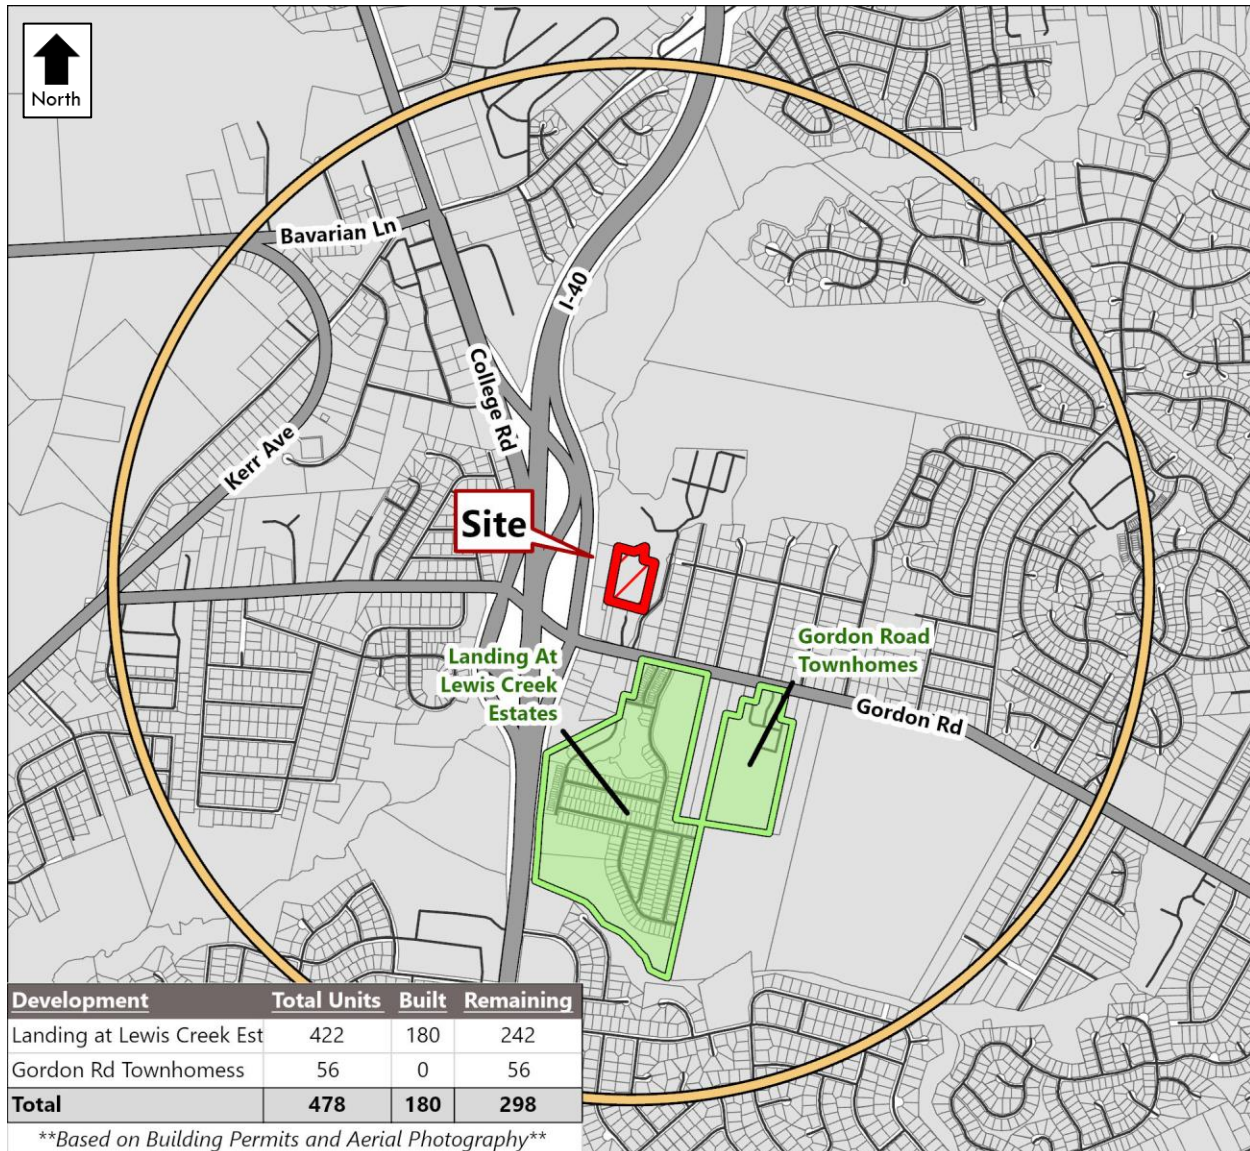 North
Bavarian Ln
I-40
College Rd
Kerr Ave
Site
Landing At
Lewis Creek
Estates
Gordon Road
Townhomes
Gordon Rd
Development Total Units Built Remaining
Landing at Lewis Creek Est 422 180 242
Gordon Rd Townhomess 56 0 56
Total 478 180 298
**Based on Building Permits and Aerial Photography**